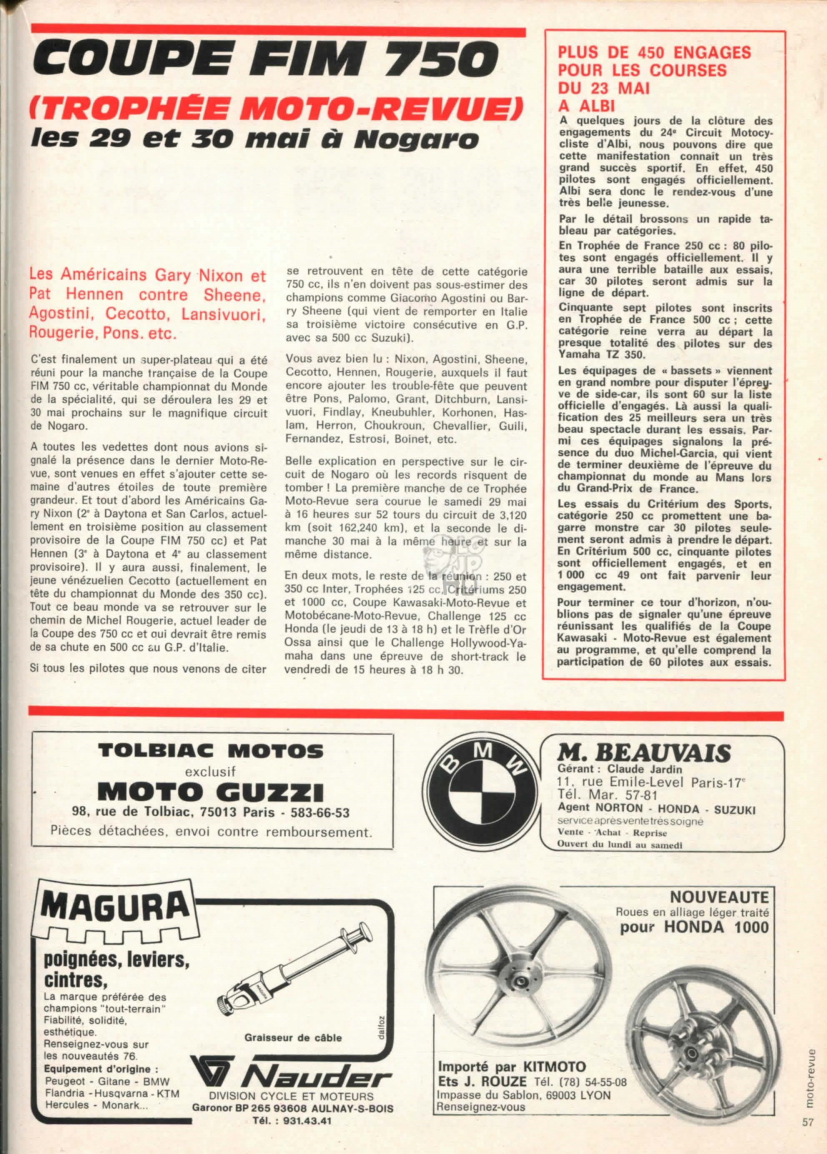 COUPE FIM 750
(TROPHÉE MOTO-REVUE)
les 29 et 30 mai à Nogaro
Les Américains Gary Nixon et
Pat Hennen contre Sheene,
Agostini, Cecotto, Lansivuori,
Rougerie, Pons. etc.
C'est finalement un super-plateau qui a été
réuni pour la manche française de la Coupe
FIM 750 cc, véritable championnat du Monde
de la spécialité, qui se déroulera les 29 et
30 mai prochains sur le magnifique circuit
de Nogaro.
A toutes les vedettes dont nous avions si-
gnalé la présence dans le dernier Moto-Re-
vue, sont venues en effet s'ajouter cette se-
maine d'autres étoiles de toute première
grandeur. Et tout d'abord les Américains Ga-
ry Nixon (2e à Daytona et San Carlos, actuel-
lement en troisième position au classement
provisoire de la Coupe FIM 750 cc) et Pat
Hennen (3e à Daytona et 4e au classement
provisoire). Il y aura aussi, finalement, le
jeune vénézuelien Cecotto (actuellement en
tête du championnat du Monde des 350 cc).
Tout ce beau monde va se retrouver sur le
chemin de Michel Rougerie, actuel leader de
la Coupe des 750 cc et qui devrait être remis
de sa chute en 500 cc au G.P. d'Italie.
Si tous les pilotes que nous venons de citer
se retrouvent en tête de cette catégorie
750 cc, ils n'en doivent pas sous-estimer des
champions comme Giacomo Agostini ou Bar-
ry Sheene (qui vient de remporter en Italie
sa troisième victoire consécutive en G.P.
avec sa 500 cc Suzuki).
Vous avez bien lu : Nixon, Agostini, Sheene,
Cecotto, Hennen, Rougerie, auxquels il faut
encore ajouter les trouble-fête que peuvent
être Pons, Palomo, Grant, Ditchburn, Lansi-
vuori, Findlay, Kneubuhler, Korhonen, Has-
lam, Herron, Choukroun, Chevallier, Guili,
Fernandez, Estrosi, Boinet, etc.
Belle explication en perspective sur le cir-
cuit de Nogaro où les records risquent de
tomber ! La première manche de ce Trophée
Moto-Revue sera courue le samedi 29 mai
à 16 heures sur 52 tours du circuit de 3,120
km (soit 162,240 km), et la seconde le di-
manche 30 mai à la même heure et sur la
même distance.
En deux mots, le reste de la réunion : 250 et
350 cc Inter, Trophées 125 cc, Critériums 250
et 1000 cc, Coupe Kawasaki-Moto-Revue et
Motobécane-Moto-Revue, Challenge 125 cc
Honda (le jeudi de 13 à 18 h) et le Trèfle d'Or
Ossa ainsi que le Challenge Hollywood-Ya-
maha dans une épreuve de short-track le
vendredi de 15 heures à 18 h 30.
PLUS DE 450 ENGAGES
POUR LES COURSES
DU 23 MAI
A ALBI
A quelques jours de la clôture des
engagements du 24e Circuit Motocy-
cliste d'Albi, nous pouvons dire que
cette manifestation connait un très
grand succès sportif. En effet, 450
pilotes sont engagés officiellement.
Albi sera donc le rendez-vous d'une
très belle jeunesse.
Par le détail brossons un rapide ta-
bleau par catégories.
En Trophée de France 250 cc : 80 pilo-
tes sont engagés officiellement. Il y
aura une terrible bataille aux essais,
car 30 pilotes seront admis sur la
ligne de départ.
Cinquante sept pilotes sont inscrits
en Trophée de France 500 cc ; cette
catégorie reine verra au départ la
presque totalité des pilotes sur des
Yamaha TZ 350.
Les équipages de « bassets » viennent
en grand nombre pour disputer l'épreu-
ve de side-car, ils sont 60 sur la liste
officielle d'engagés. Là aussi la quali-
fication des 25 meilleurs sera un très
beau spectacle durant les essais. Par-
mi ces équipages signalons la pré-
sence du duo Michel-Garcia, qui vient
de terminer deuxième de l'épreuve du
championnat du monde au Mans lors
du Grand-Prix de France.
Les essais du Critérium des Sports,
catégorie 250 cc promettent une ba-
garre monstre car 30 pilotes seule-
ment seront admis à prendre le départ.
En Critérium 500 cc, cinquante pilotes
sont officiellement engagés, et en
1 000 cc 49 ont fait parvenir leur
engagement.
Pour terminer ce tour d'horizon, n'ou-
blions pas de signaler qu'une épreuve
réunissant les qualifiés de la Coupe
Kawasaki - Moto-Revue est également
au programme, et qu'elle comprend la
participation de 60 pilotes aux essais.
TOLBIAC MOTOS
exclusif
MOTO GUZZI
98, rue de Tolbiac, 75013 Paris - 583-66-53
Pièces détachées, envoi contre remboursement.
BMW
M. BEAUVAIS
Gérant : Claude Jardin
11, rue Emile-Level Paris-17e
Tél. Mar. 57-81
Agent NORTON - HONDA - SUZUKI
service après vente très soigné
Vente - Achat - Reprise
Ouvert du lundi au samedi
MAGURA
poignées, leviers,
cintres,
La marque préférée des
champions "tout-terrain"
Fiabilité, solidité,
esthétique.
Renseignez-vous sur
les nouveautés 76.
Equipement d'origine :
Peugeot - Gitane - BMW
Flandria - Husqvarna - KTM
Hercules - Monark...
Graisseur de câble
dalfoz
Nauder
DIVISION CYCLE ET MOTEURS
Garonor BP 265 93608 AULNAY-S-BOIS
Tél. : 931.43.41
NOUVEAUTE
Roues en alliage léger traité
pour HONDA 1000
Importé par KITMOTO
Ets J. ROUZE Tél. (78) 54-55-08
Impasse du Sablon, 69003 LYON
Renseignez-vous
moto-revue
57